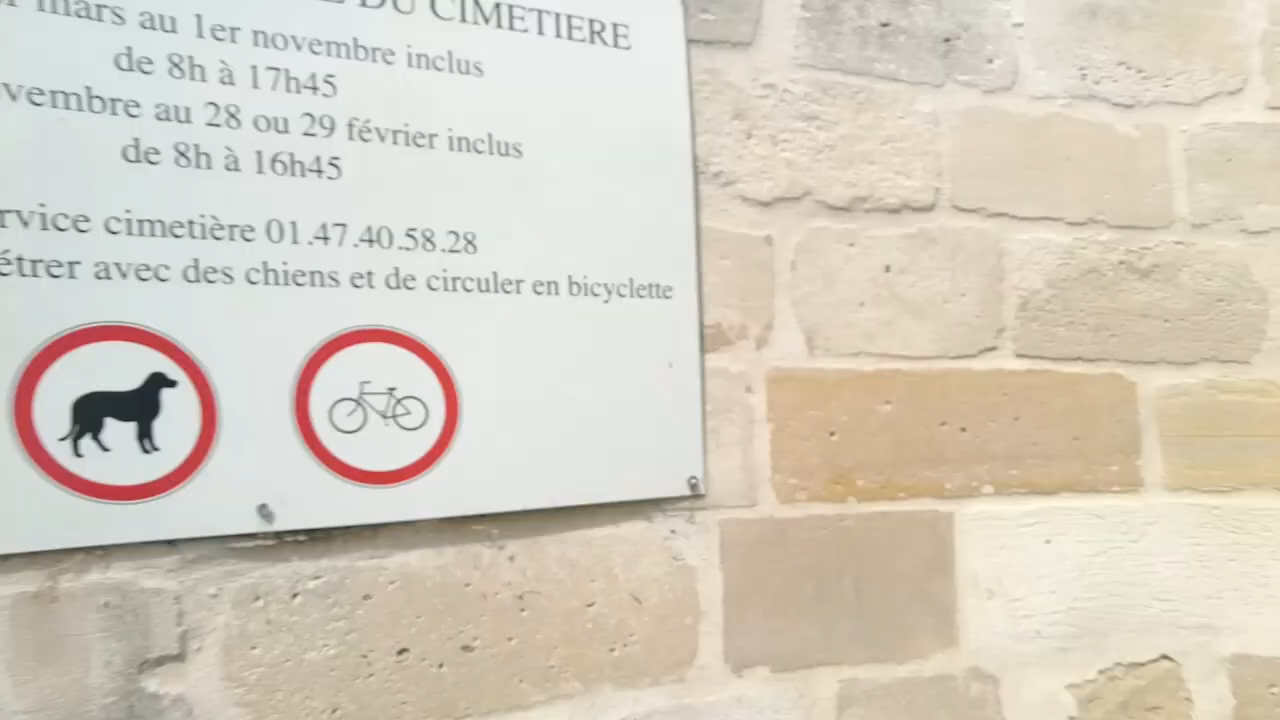 DU CIMETIERE
mars au 1er novembre inclus
de 8h à 17h45
vembre au 28 ou 29 février inclus
de 8h à 16h45
rvice cimetière 01.47.40.58.28
étrer avec des chiens et de circuler en bicyclette